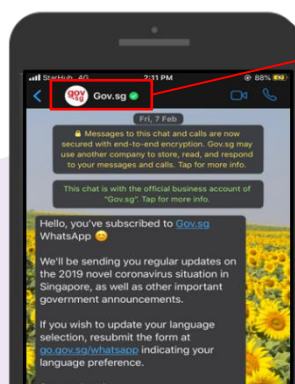 StarHub 4G 2:11 PM 88%
gov sg Gov.sg
Fri, 7 Feb
Messages to this chat and calls are now
secured with end-to-end encryption. Gov.sg may
use another company to store, read, and respond
to your messages and calls. Tap for more info.
This chat is with the official business account of
"Gov.sg". Tap for more info.
Hello, you've subscribed to Gov.sg
WhatsApp 😊
We'll be sending you regular updates on
the 2019 novel coronavirus situation in
Singapore, as well as other important
government announcements.
If you wish to update your language
selection, resubmit the form at
go.gov.sg/whatsapp indicating your
language preference.